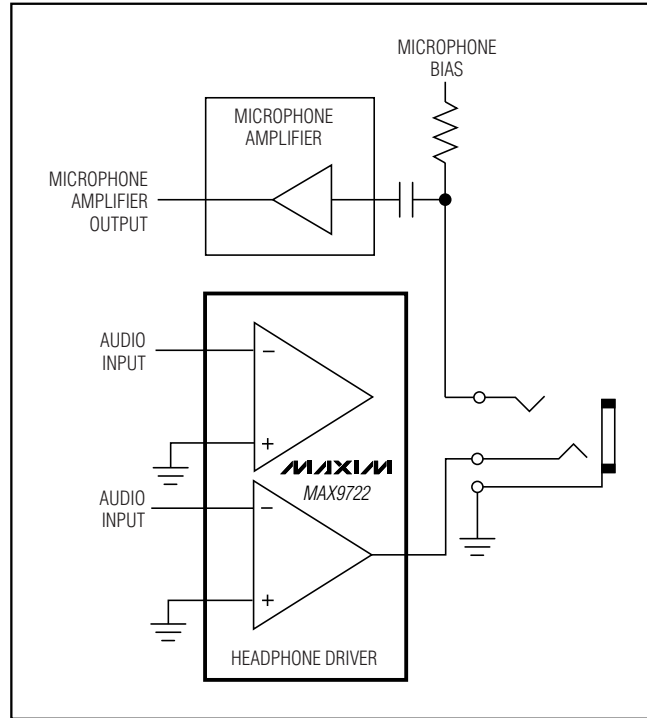 MICROPHONE
BIAS
MICROPHONE
AMPLIFIER
MICROPHONE
AMPLIFIER
OUTPUT
AUDIO
INPUT
−
+
MAXIM
MAX9722
AUDIO
INPUT
−
+
HEADPHONE DRIVER